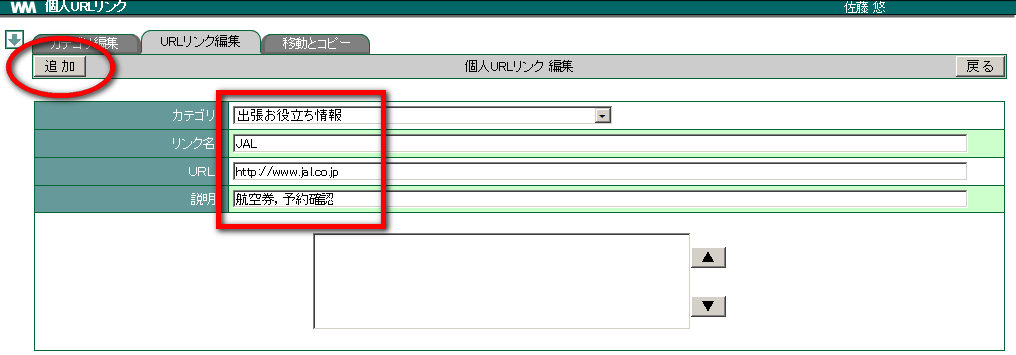 WM 個人URLリンク 佐藤 悠
カテゴリ編集 URLリンク編集 移動とコピー
追加 個人URLリンク 編集 戻る
カテゴリ 出張お役立ち情報
リンク名 JAL
URL http://www.jal.co.jp
説明 航空券，予約確認
▲
▼